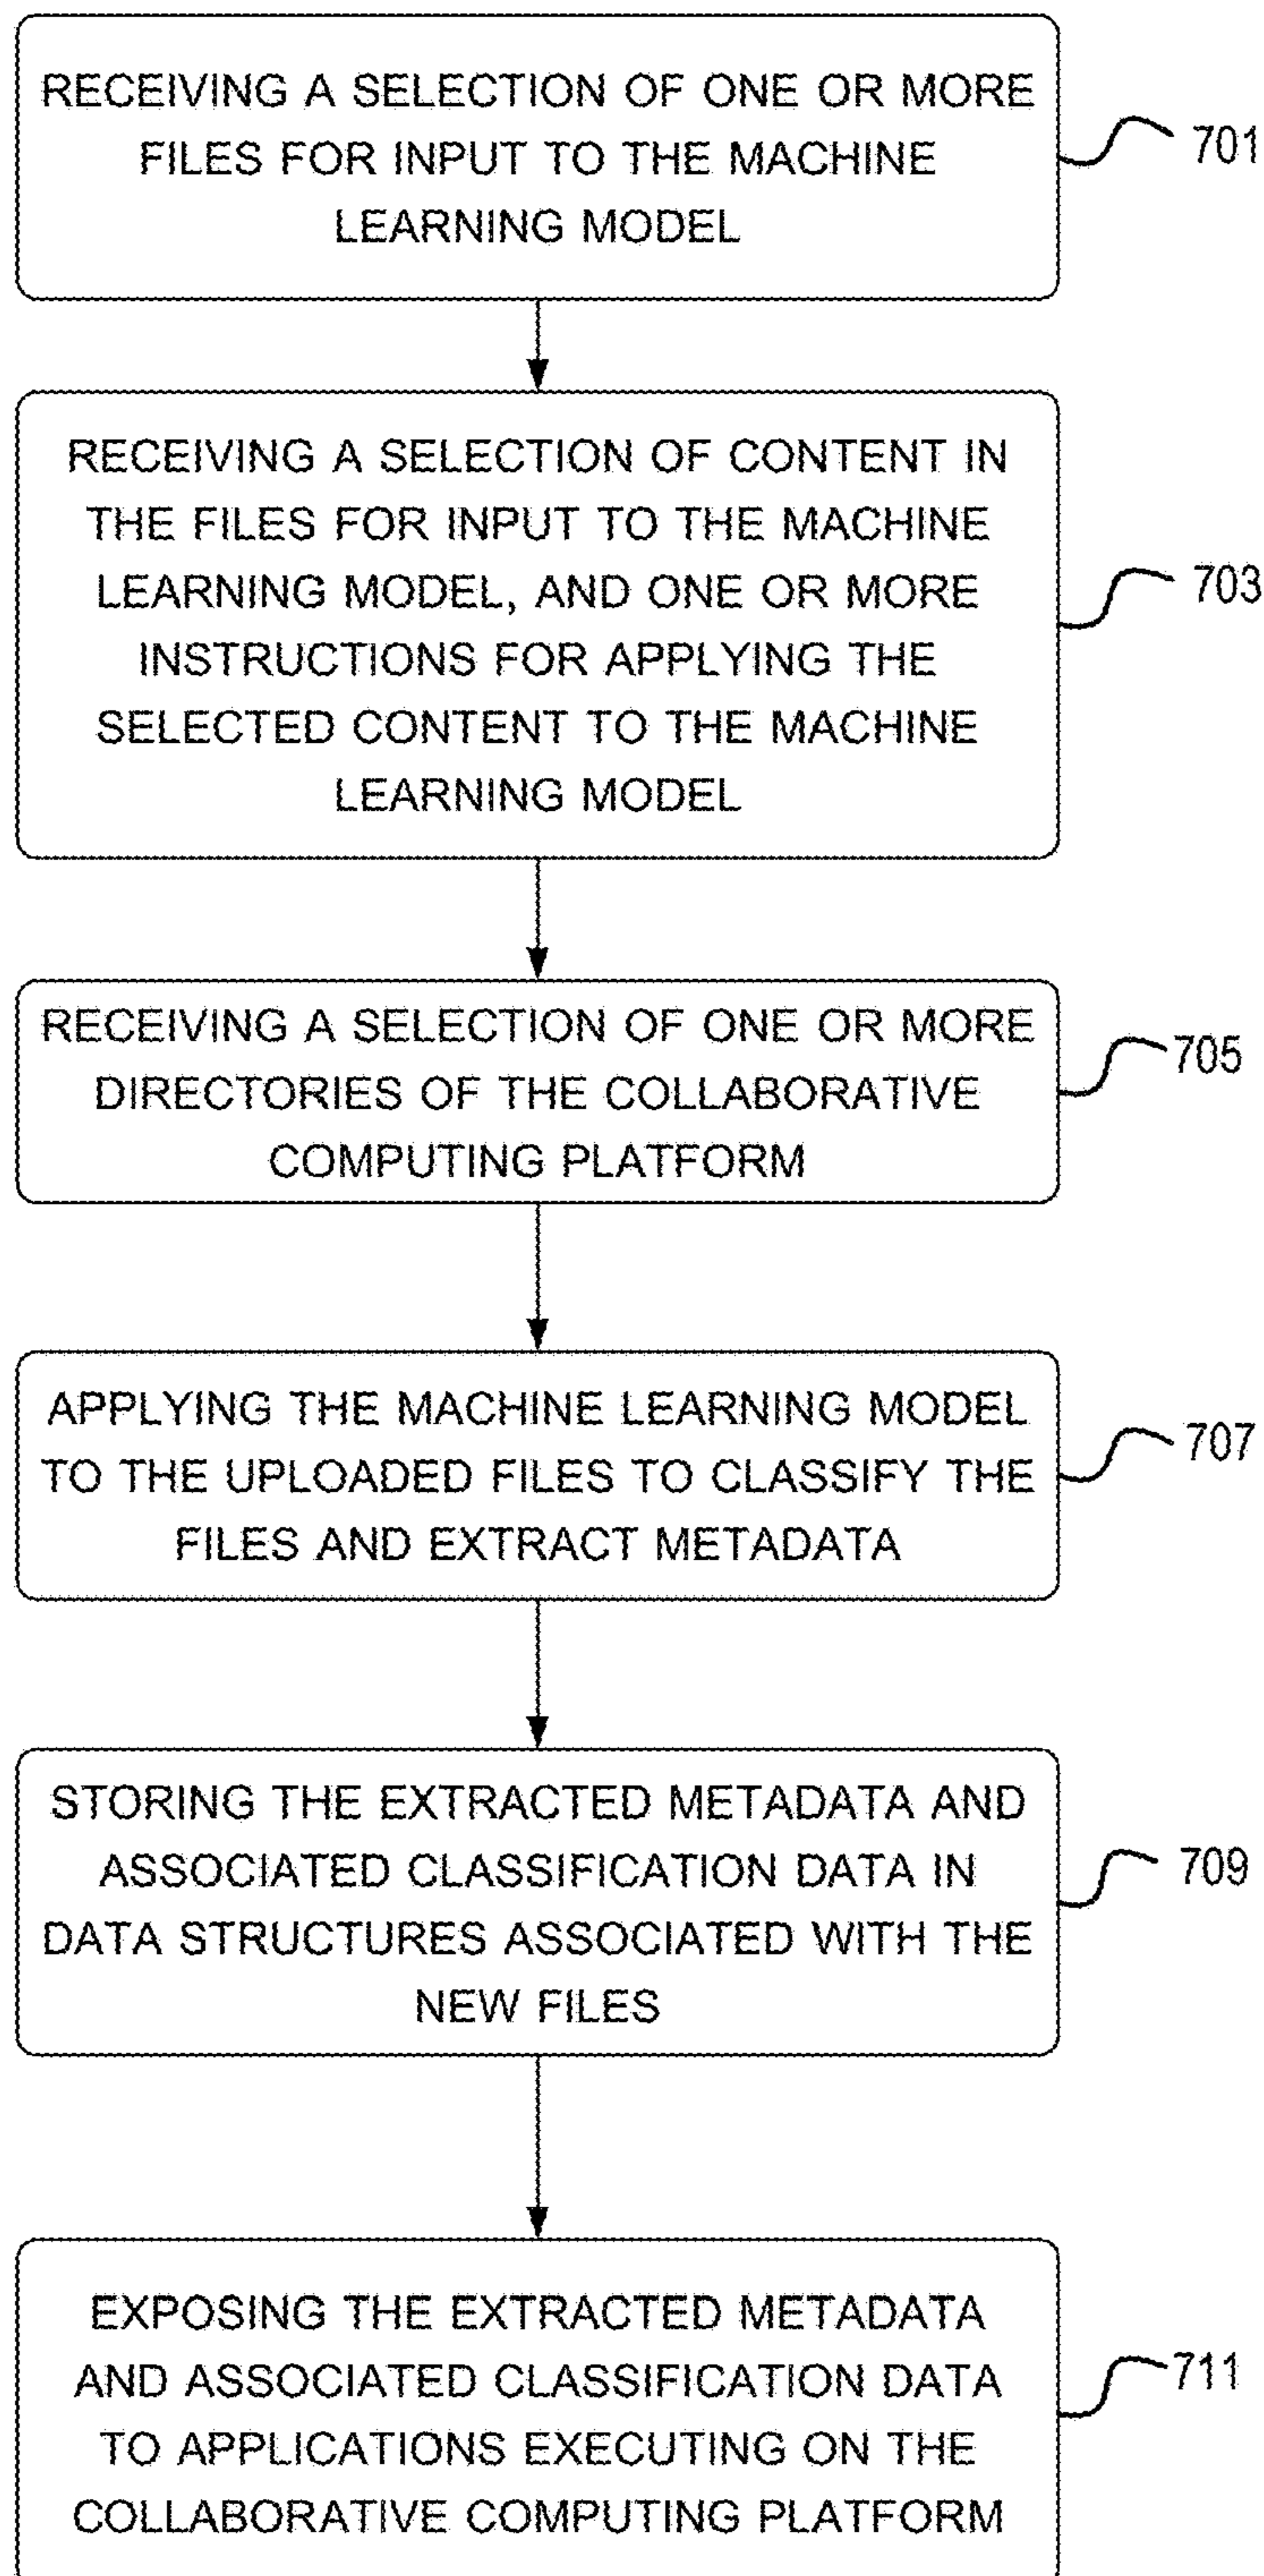 RECEIVING A SELECTION OF ONE OR MORE
FILES FOR INPUT TO THE MACHINE
LEARNING MODEL
701
RECEIVING A SELECTION OF CONTENT IN
THE FILES FOR INPUT TO THE MACHINE
LEARNING MODEL, AND ONE OR MORE
INSTRUCTIONS FOR APPLYING THE
SELECTED CONTENT TO THE MACHINE
LEARNING MODEL
703
RECEIVING A SELECTION OF ONE OR MORE
DIRECTORIES OF THE COLLABORATIVE
COMPUTING PLATFORM
705
APPLYING THE MACHINE LEARNING MODEL
TO THE UPLOADED FILES TO CLASSIFY THE
FILES AND EXTRACT METADATA
707
STORING THE EXTRACTED METADATA AND
ASSOCIATED CLASSIFICATION DATA IN
DATA STRUCTURES ASSOCIATED WITH THE
NEW FILES
709
EXPOSING THE EXTRACTED METADATA
AND ASSOCIATED CLASSIFICATION DATA
TO APPLICATIONS EXECUTING ON THE
COLLABORATIVE COMPUTING PLATFORM
711